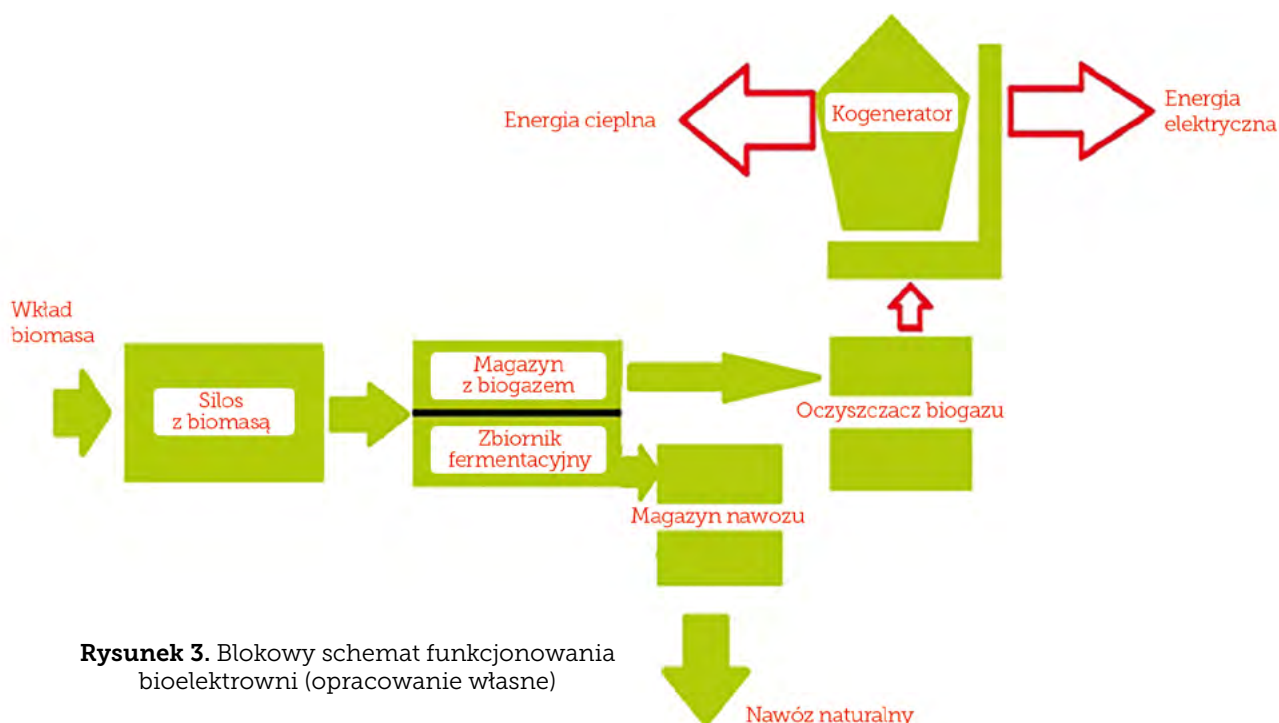 Energia cieplna
Kogenerator
Energia
elektryczna
Wkład
biomasa
Silos
z biomasą
Magazyn
z biogazem
Zbiornik
fermentacyjny
Oczyszczacz biogazu
Magazyn nawozu
Rysunek 3. Blokowy schemat funkcjonowania
bioelektrowni (opracowanie własne)
Nawóz naturalny